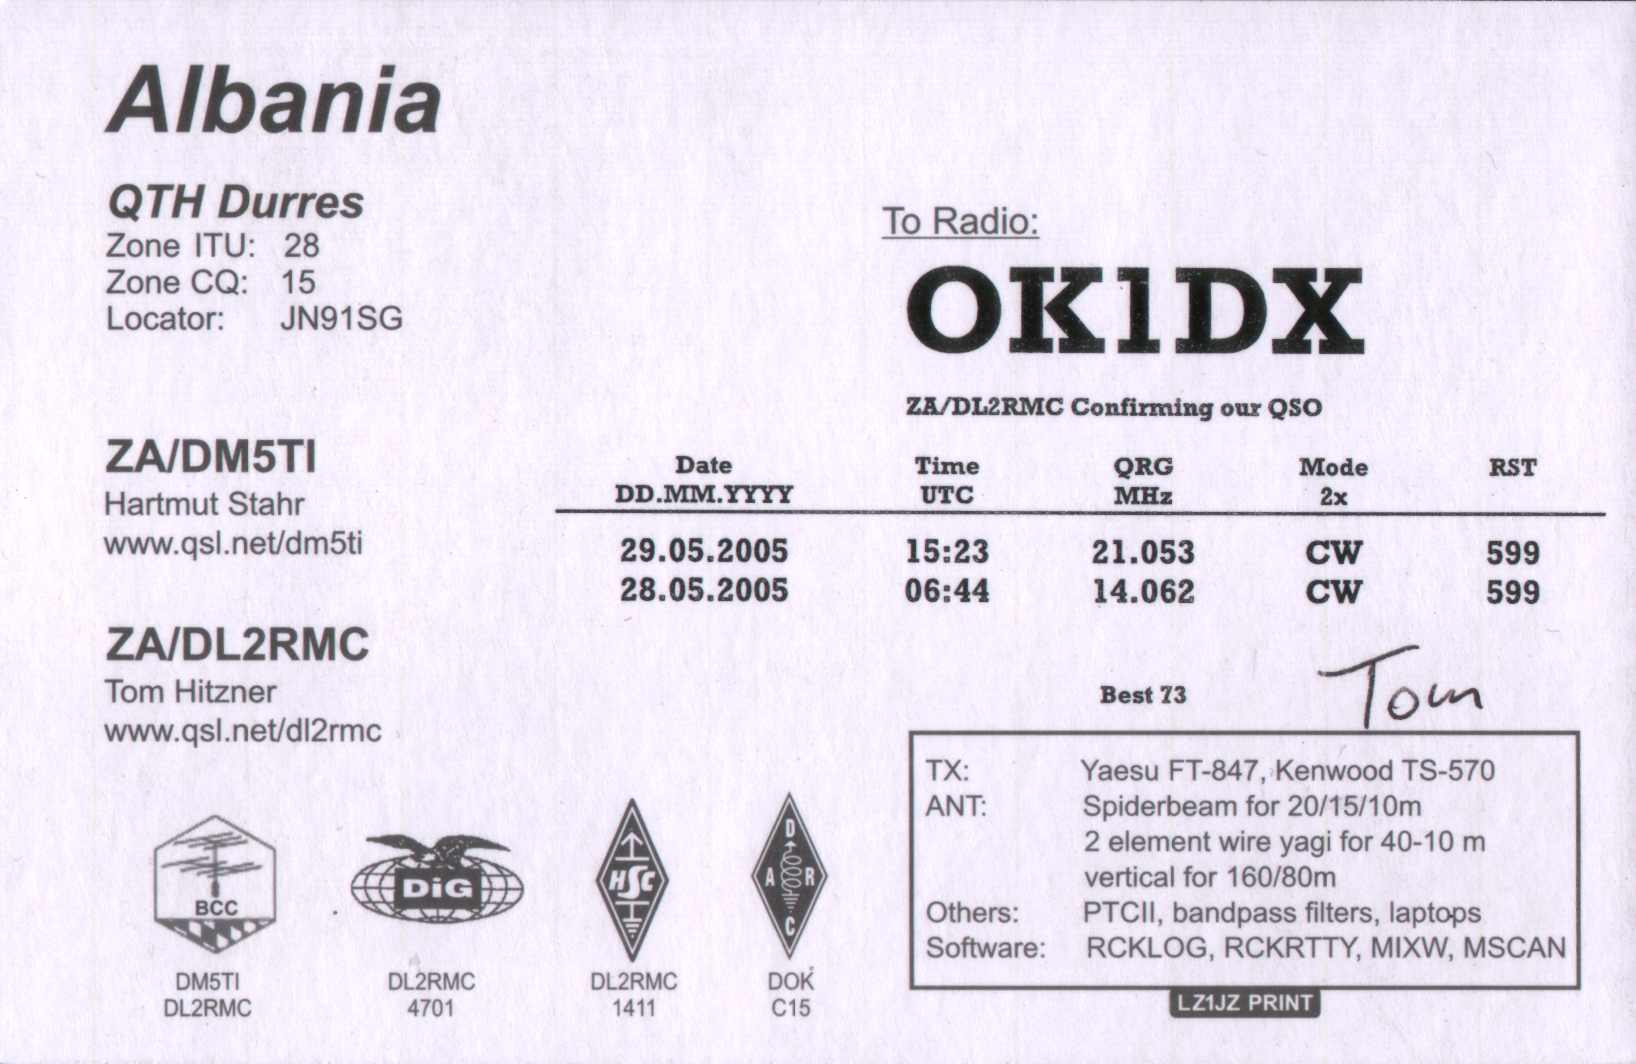 Albania
QTH Durres
Zone ITU: 28
Zone CQ: 15
Locator: JN91SG
To Radio:
OK1DX
ZA/DL2RMC Confirming our QSO
ZA/DM5TI
Hartmut Stahr
www.qsl.net/dm5ti
ZA/DL2RMC
Tom Hitzner
www.qsl.net/dl2rmc
Date Time QRG Mode RST
DD.MM.YYYY UTC MHz 2x
29.05.2005 15:23 21.053 CW 599
28.05.2005 06:44 14.062 CW 599
Best 73 Tom
TX: Yaesu FT-847, Kenwood TS-570
ANT: Spiderbeam for 20/15/10m
2 element wire yagi for 40-10 m
vertical for 160/80m
Others: PTCII, bandpass filters, laptops
Software: RCKLOG, RCKRTTY, MIXW, MSCAN
BCC
DM5TI
DL2RMC
DiG
DL2RMC
4701
HSC
DL2RMC
1411
D
A R
C
DOK
C15
LZ1JZ PRINT